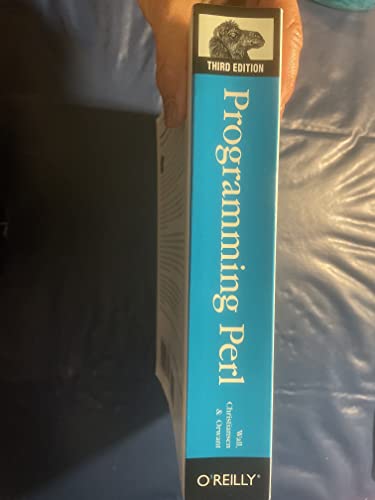 THIRD EDITION
Programming Perl
Wall,
Christiansen
& Orwant
O'REILLY®